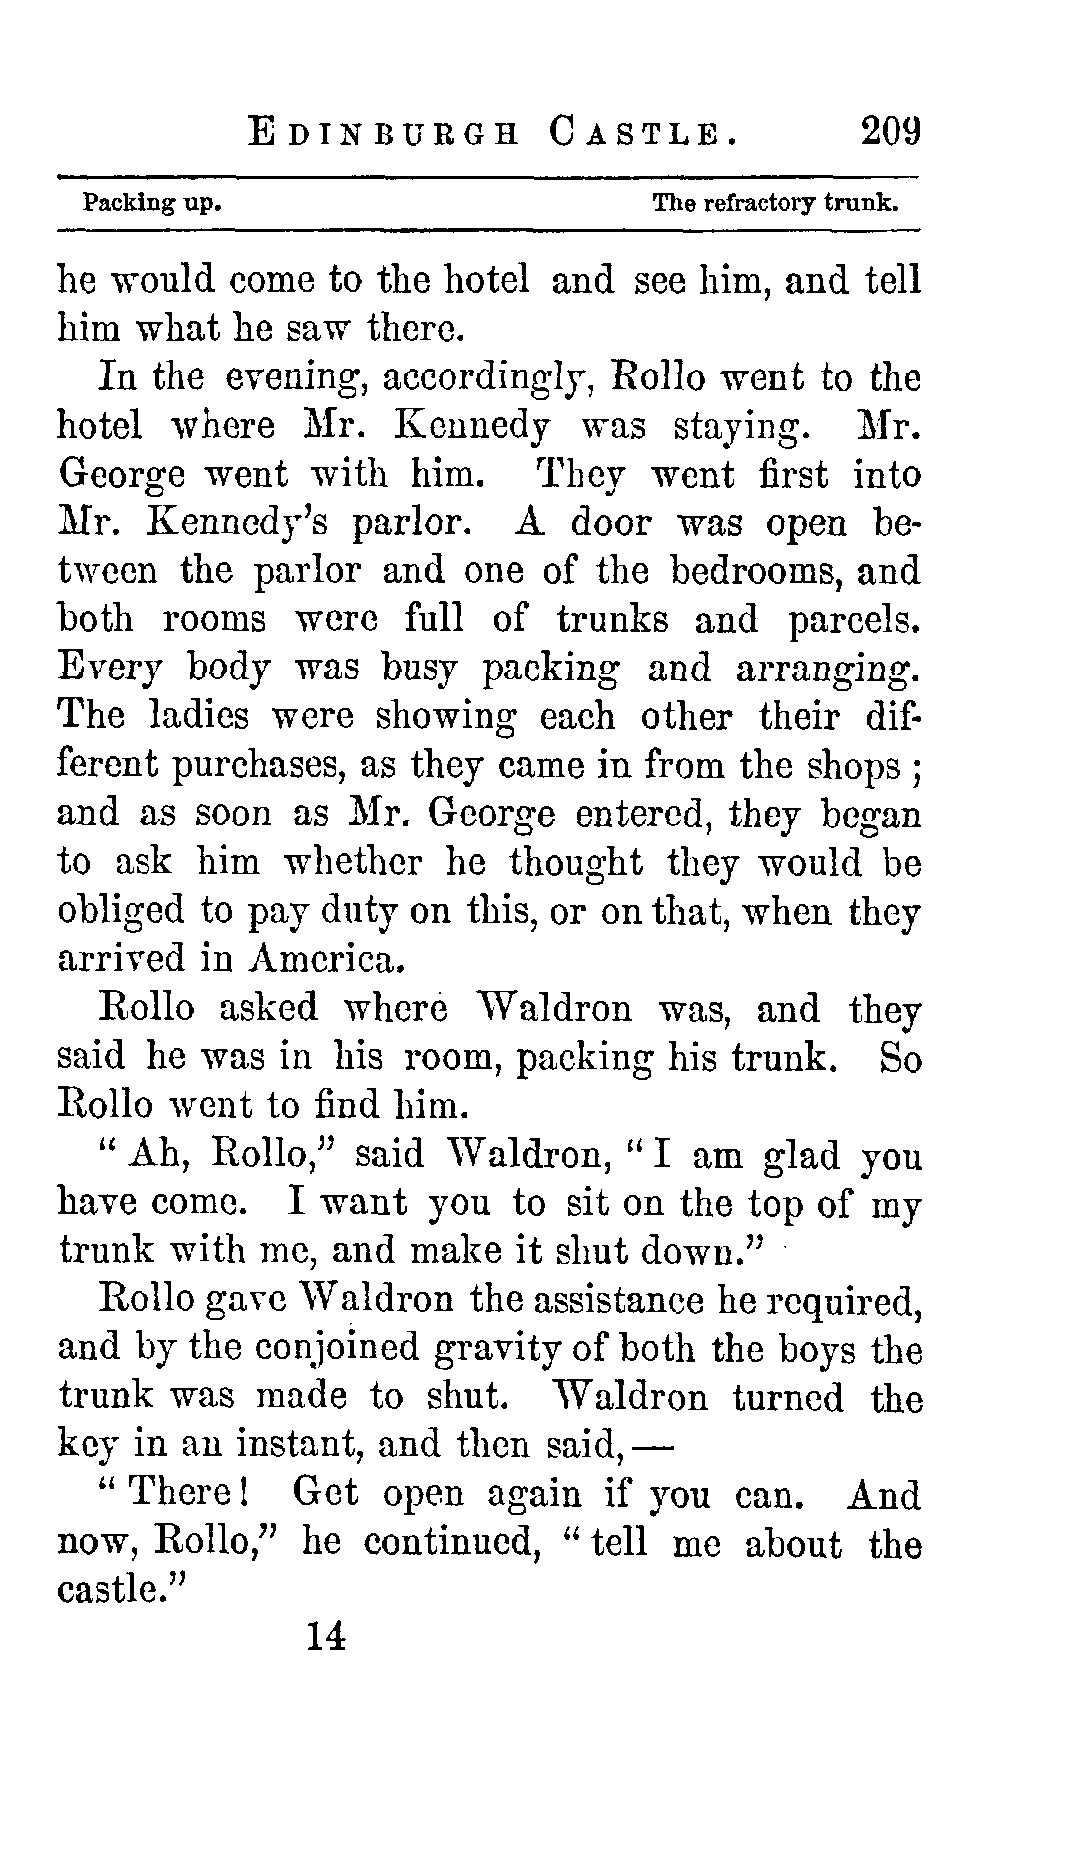 EDINBURGH CASTLE. 209
Packing up. The refractory trunk.
he would come to the hotel and see him, and tell
him what he saw there.
In the evening, accordingly, Rollo went to the
hotel where Mr. Kennedy was staying. Mr.
George went with him. They went first into
Mr. Kennedy's parlor. A door was open be-
tween the parlor and one of the bedrooms, and
both rooms were full of trunks and parcels.
Every body was busy packing and arranging.
The ladies were showing each other their dif-
ferent purchases, as they came in from the shops ;
and as soon as Mr. George entered, they began
to ask him whether he thought they would be
obliged to pay duty on this, or on that, when they
arrived in America.
Rollo asked where Waldron was, and they
said he was in his room, packing his trunk. So
Rollo went to find him.
“ Ah, Rollo,” said Waldron, “ I am glad you
have come. I want you to sit on the top of my
trunk with me, and make it shut down.”
Rollo gave Waldron the assistance he required,
and by the conjoined gravity of both the boys the
trunk was made to shut. Waldron turned the
key in an instant, and then said,—
“ There! Get open again if you can. And
now, Rollo,” he continued, “ tell me about the
castle.”
14